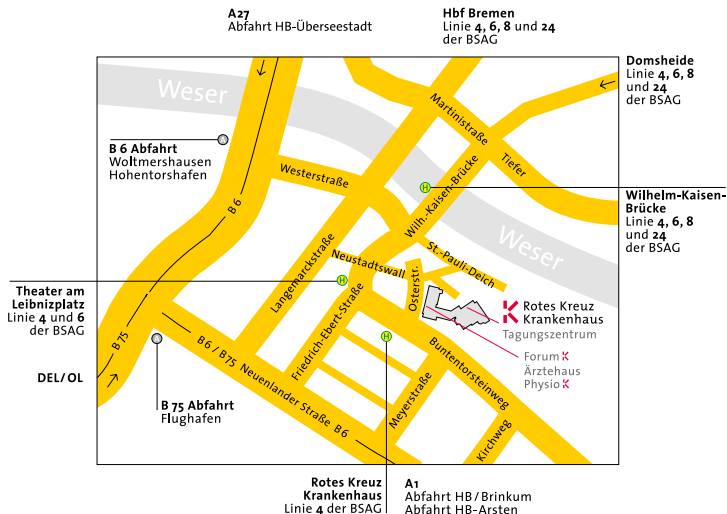 A27
Abfahrt HB-Überseestadt
Hbf Bremen
Linie 4, 6, 8 und 24
der BSAG
Domsheide
Linie 4, 6, 8
und 24
der BSAG
Weser
Martinistraße
Tiefer
B 6 Abfahrt
Woltmershausen
Hohentorshafen
A
Westerstraße
H
Wilh.-Kaisen-Brücke
Wilhelm-Kaisen-
Brücke
Linie 4, 6, 8
und 24
der BSAG
B 6
Weser
St.-Pauli-Deich
Neustadtswall
Langemarckstraße
Osterstr.
Theater am
Leibnizplatz
Linie 4 und 6
der BSAG
H
Friedrich-Ebert-Straße
Rotes Kreuz
Krankenhaus
Tagungszentrum
Forum
Ärztehaus
Physio
B 75
A
H
B 6 / B 75 Neuenlander Straße B 6
Buntentorsteinweg
Meyerstraße
Kirchweg
DEL/OL
B 75 Abfahrt
Flughafen
Rotes Kreuz
Krankenhaus
Linie 4 der BSAG
A1
Abfahrt HB/Brinkum
Abfahrt HB-Arsten